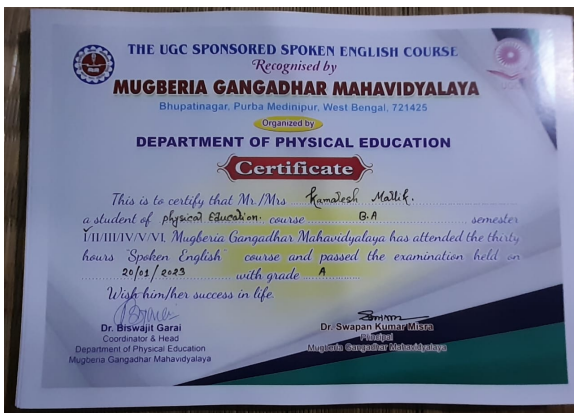 THE UGC SPONSORED SPOKEN ENGLISH COURSE
Recognised by
MUGBERIA GANGADHAR MAHAVIDYALAYA
Bhupatinagar, Purba Medinipur, West Bengal, 721425
Organized by
DEPARTMENT OF PHYSICAL EDUCATION
Certificate
This is to certify that Mr./Mrs Kamalesh Mallik.
a student of physical Education. course B.A semester
I/II/III/IV/V/VI, Mugberia Gangadhar Mahavidyalaya has attended the thirty
hours "Spoken English" course and passed the examination held on
20/01/2023 with grade A
Wish him/her success in life.
Dr. Biswajit Garai
Coordinator & Head
Department of Physical Education
Mugberia Gangadhar Mahavidyalaya
Dr. Swapan Kumar Misra
Principal
Mugberia Gangadhar Mahavidyalaya